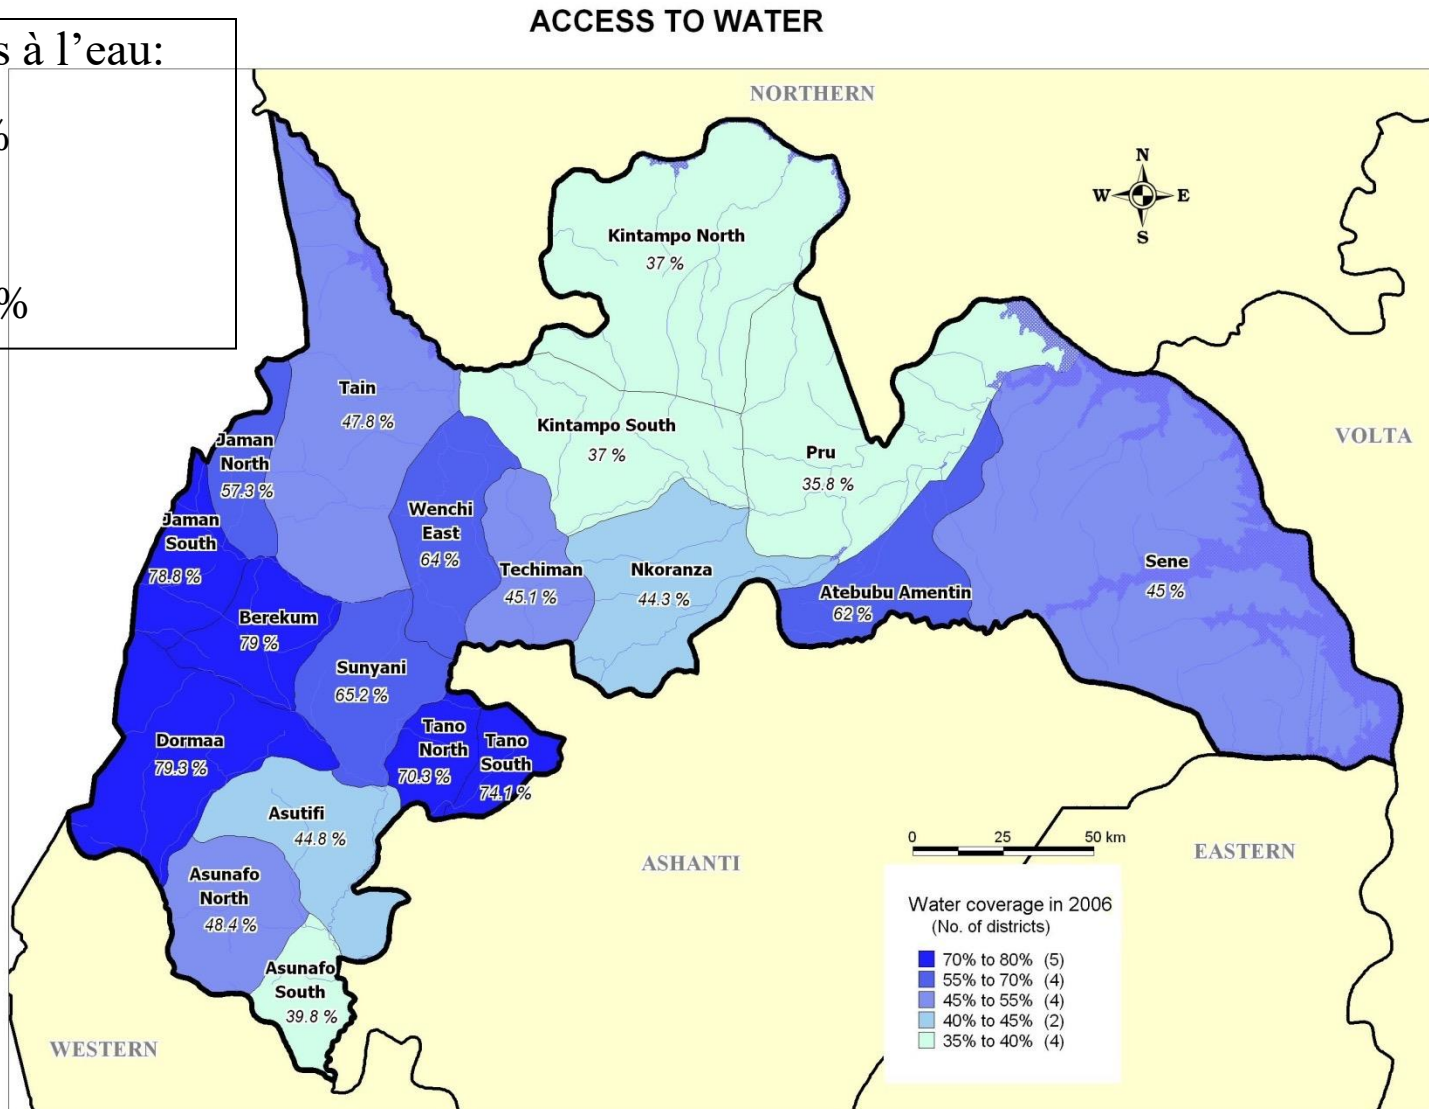 ACCESS TO WATER
à l’eau:
%
%
NORTHERN
N
W E
S
Kintampo North
37 %
Tain
47.8 %
Kintampo South
37 %
Pru
35.8 %
VOLTA
Jaman
North
57.3 %
Jaman
South
78.8 %
Wenchi
East
64 %
Techiman
45.1 %
Nkoranza
44.3 %
Atebubu Amentin
62 %
Sene
45 %
Berekum
79 %
Sunyani
65.2 %
Dormaa
79.3 %
Tano
North
70.3 %
Tano
South
74.1 %
Asutifi
44.8 %
Asunafo
North
48.4 %
Asunafo
South
39.8 %
ASHANTI
EASTERN
WESTERN
0 25 50 km
Water coverage in 2006
(No. of districts)
70% to 80% (5)
55% to 70% (4)
45% to 55% (4)
40% to 45% (2)
35% to 40% (4)